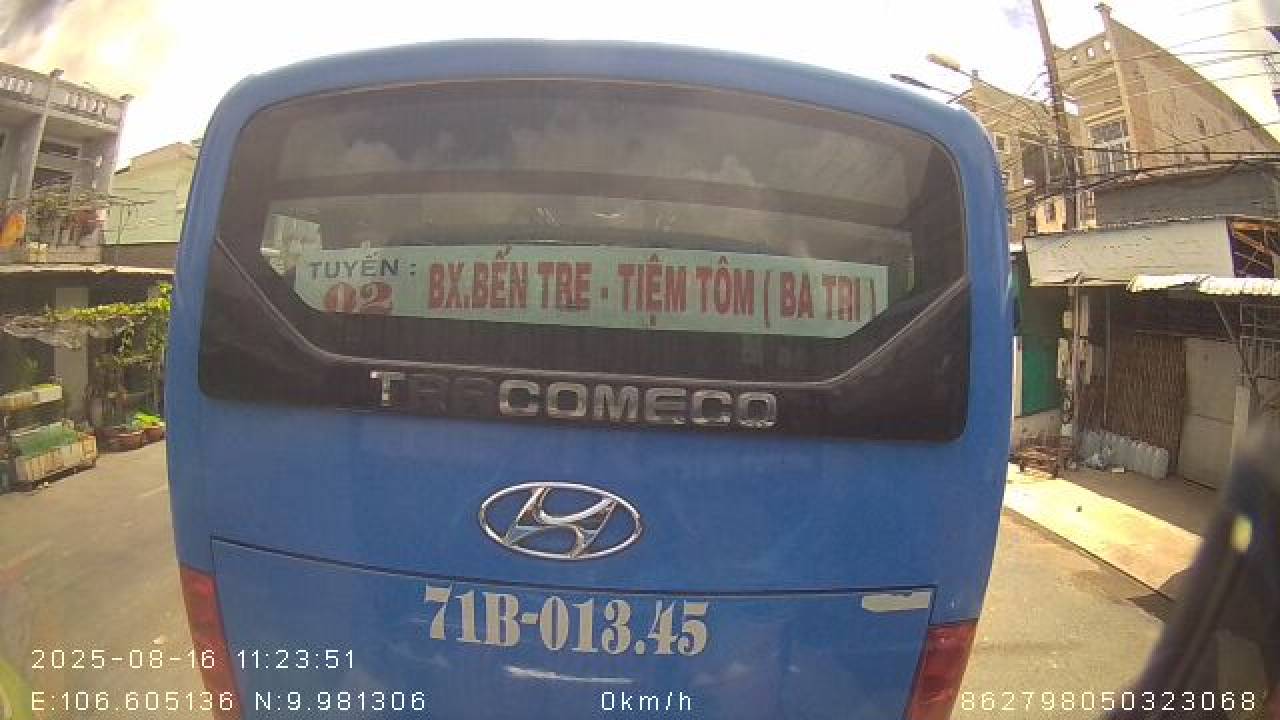 TUYẾN :
02
BX.BẾN TRE - TIỆM TÔM ( BA TRI )
TRACOMECO
71B-013.45
2025-08-16 11:23:51
E:106.605136 N:9.981306
0km/h
862798050323068